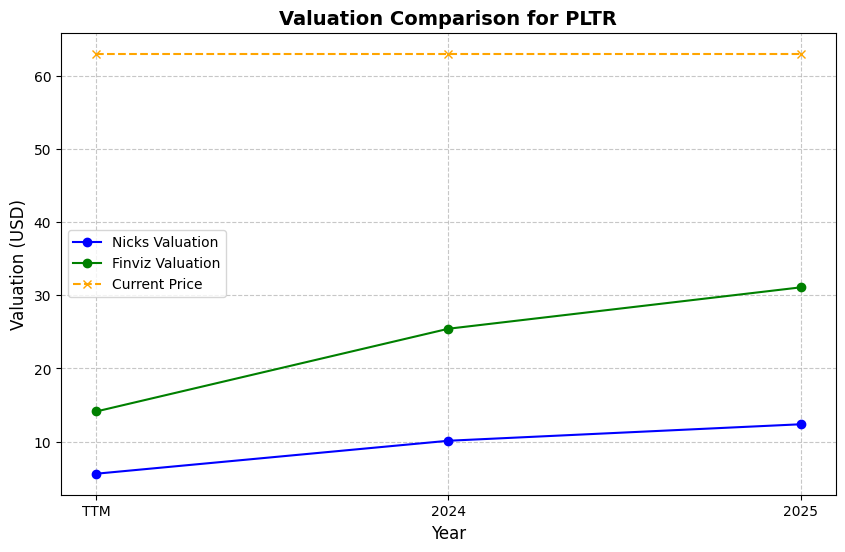 Valuation Comparison for PLTR
Valuation (USD)
60
50
40
30
20
10
Nicks Valuation
Finviz Valuation
Current Price
TTM
2024
2025
Year